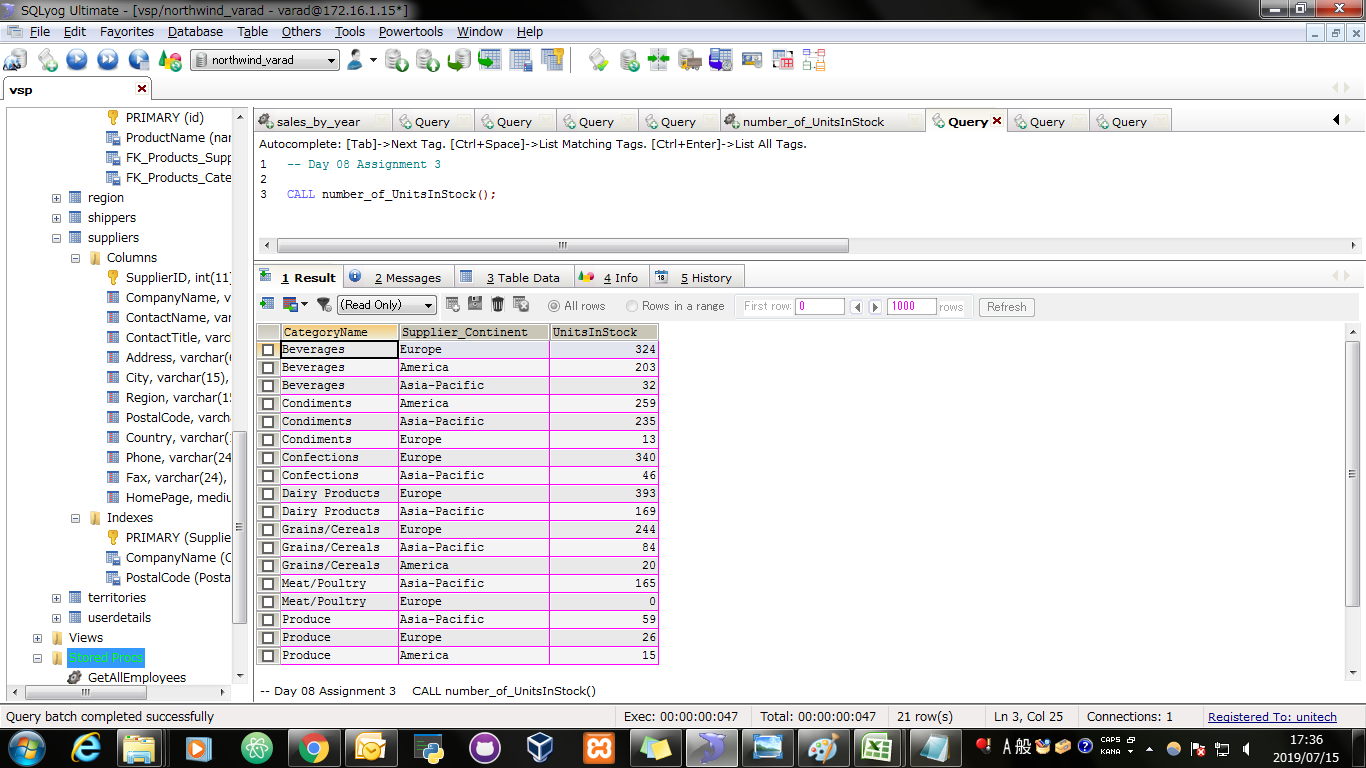 SQLyog Ultimate - [vsp/northwind_varad - varad@172.16.1.15*]
File Edit Favorites Database Table Others Tools Powertools Window Help
northwind_varad
vsp
PRIMARY (id)
ProductName (nar
FK_Products_Supp
FK_Products_Cate
region
shippers
suppliers
Columns
SupplierID, int(11)
CompanyName, v
ContactName, var
ContactTitle, varc
Address, varchar(6
City, varchar(15),
Region, varchar(15
PostalCode, varch
Country, varchar(1
Phone, varchar(24
Fax, varchar(24),
HomePage, mediu
Indexes
PRIMARY (Supplie
CompanyName (C
PostalCode (Posta
territories
userdetails
Views
Stored Procs
GetAllEmployees
sales_by_year Query Query Query Query number_of_UnitsInStock Query Query Query
Autocomplete: [Tab]->Next Tag. [Ctrl+Space]->List Matching Tags. [Ctrl+Enter]->List All Tags.
1 -- Day 08 Assignment 3
2
3 CALL number_of_UnitsInStock();
1 Result 2 Messages 3 Table Data 4 Info 5 History
(Read Only) All rows Rows in a range First row: 0 1000 rows Refresh
CategoryName Supplier_Continent UnitsInStock
Beverages Europe 324
Beverages America 203
Beverages Asia-Pacific 32
Condiments America 259
Condiments Asia-Pacific 235
Condiments Europe 13
Confections Europe 340
Confections Asia-Pacific 46
Dairy Products Europe 393
Dairy Products Asia-Pacific 169
Grains/Cereals Europe 244
Grains/Cereals Asia-Pacific 84
Grains/Cereals America 20
Meat/Poultry Asia-Pacific 165
Meat/Poultry Europe 0
Produce Asia-Pacific 59
Produce Europe 26
Produce America 15
-- Day 08 Assignment 3 CALL number_of_UnitsInStock()
Query batch completed successfully Exec: 00:00:00:047 Total: 00:00:00:047 21 row(s) Ln 3, Col 25 Connections: 1 Registered To: unitech
A 般 CAPS KANA
17:36
2019/07/15